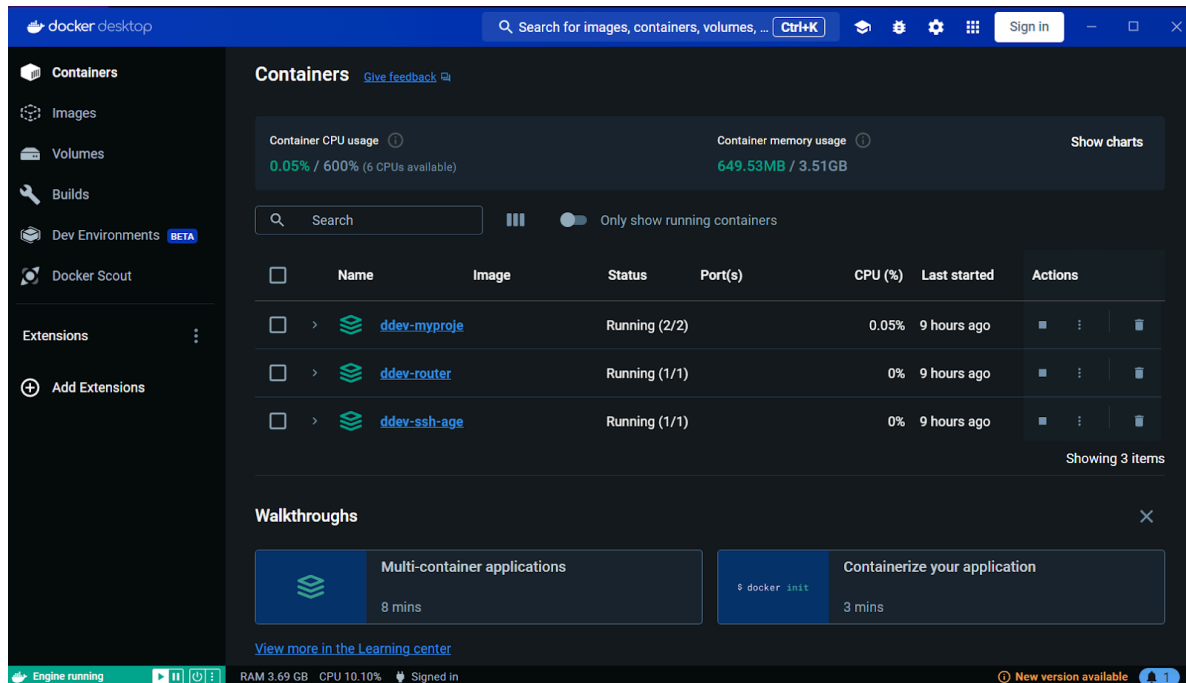 docker desktop
Search for images, containers, volumes, ... Ctrl+K
Sign in
Containers
Images
Volumes
Builds
Dev Environments BETA
Docker Scout
Extensions
Add Extensions
Containers Give feedback
Container CPU usage
0.05% / 600% (6 CPUs available)
Container memory usage
649.53MB / 3.51GB
Show charts
Search
Only show running containers
Name Image Status Port(s) CPU (%) Last started Actions
ddev-myproje Running (2/2) 0.05% 9 hours ago
ddev-router Running (1/1) 0% 9 hours ago
ddev-ssh-age Running (1/1) 0% 9 hours ago
Showing 3 items
Walkthroughs
Multi-container applications
8 mins
$ docker init
Containerize your application
3 mins
View more in the Learning center
Engine running
RAM 3.69 GB CPU 10.10% Signed in
New version available
1